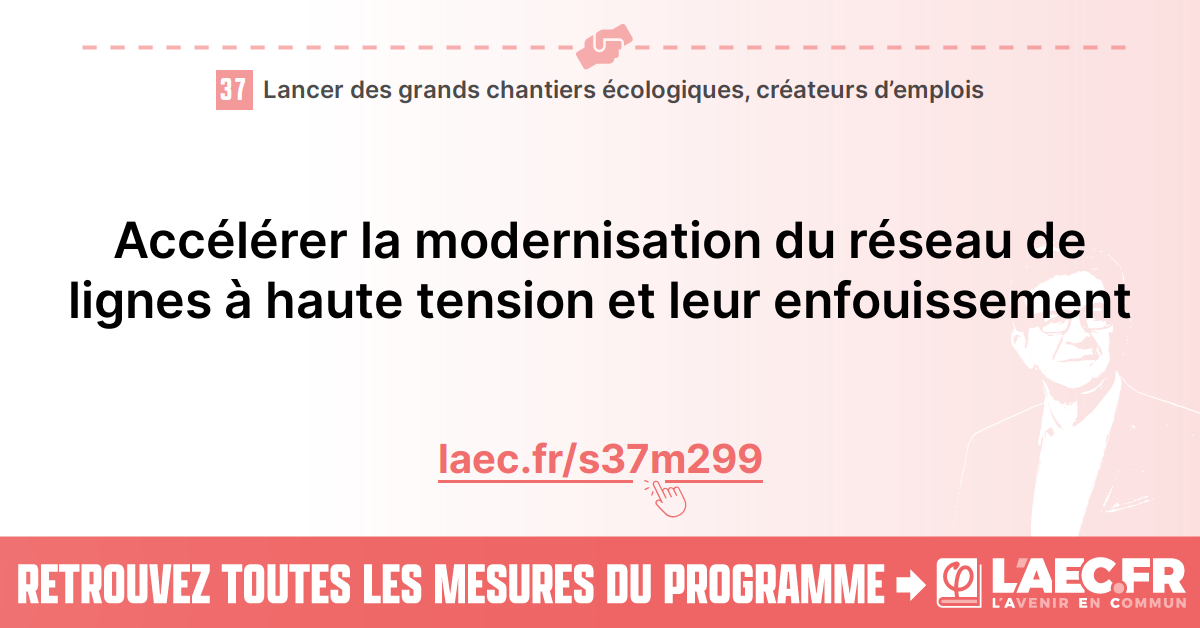 37 Lancer des grands chantiers écologiques, créateurs d’emplois
Accélérer la modernisation du réseau de
lignes à haute tension et leur enfouissement
laec.fr/s37m299
RETROUVEZ TOUTES LES MESURES DU PROGRAMME
φ L'AEC.FR
L'AVENIR EN COMMUN